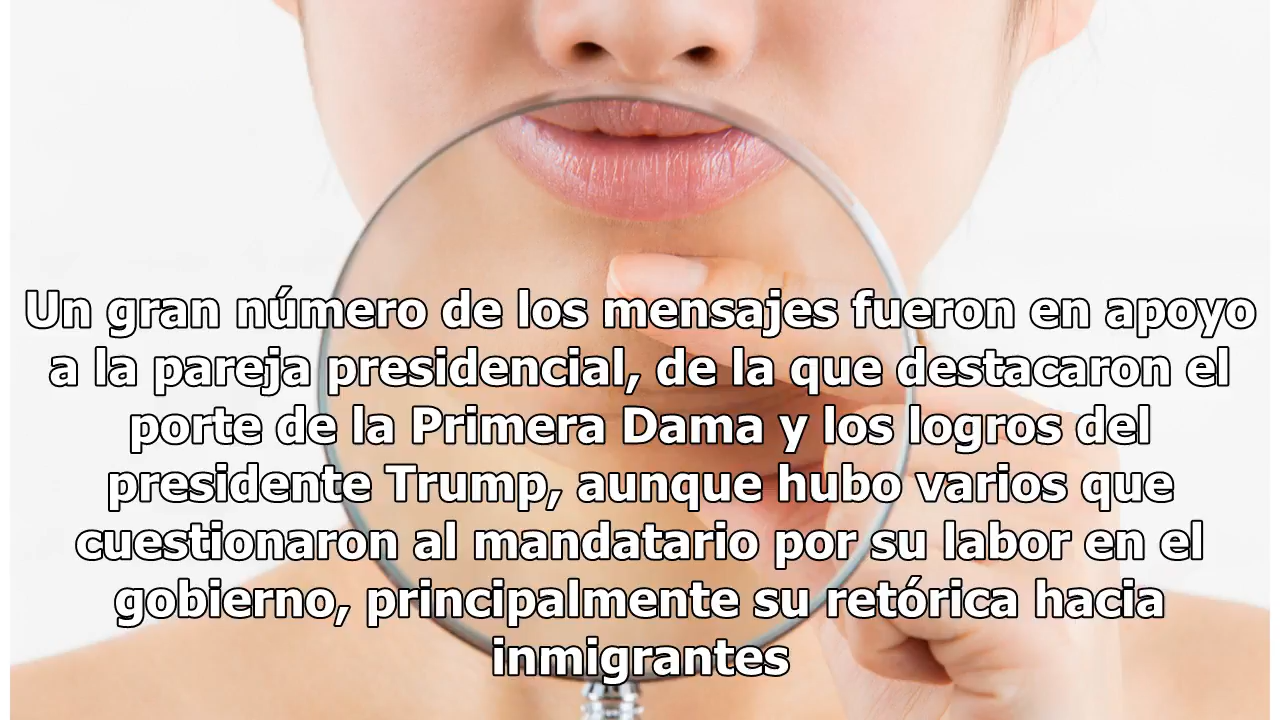 Un gran número de los mensajes fueron en apoyo
a la pareja presidencial, de la que destacaron el
porte de la Primera Dama y los logros del
presidente Trump, aunque hubo varios que
cuestionaron al mandatario por su labor en el
gobierno, principalmente su retórica hacia
inmigrantes